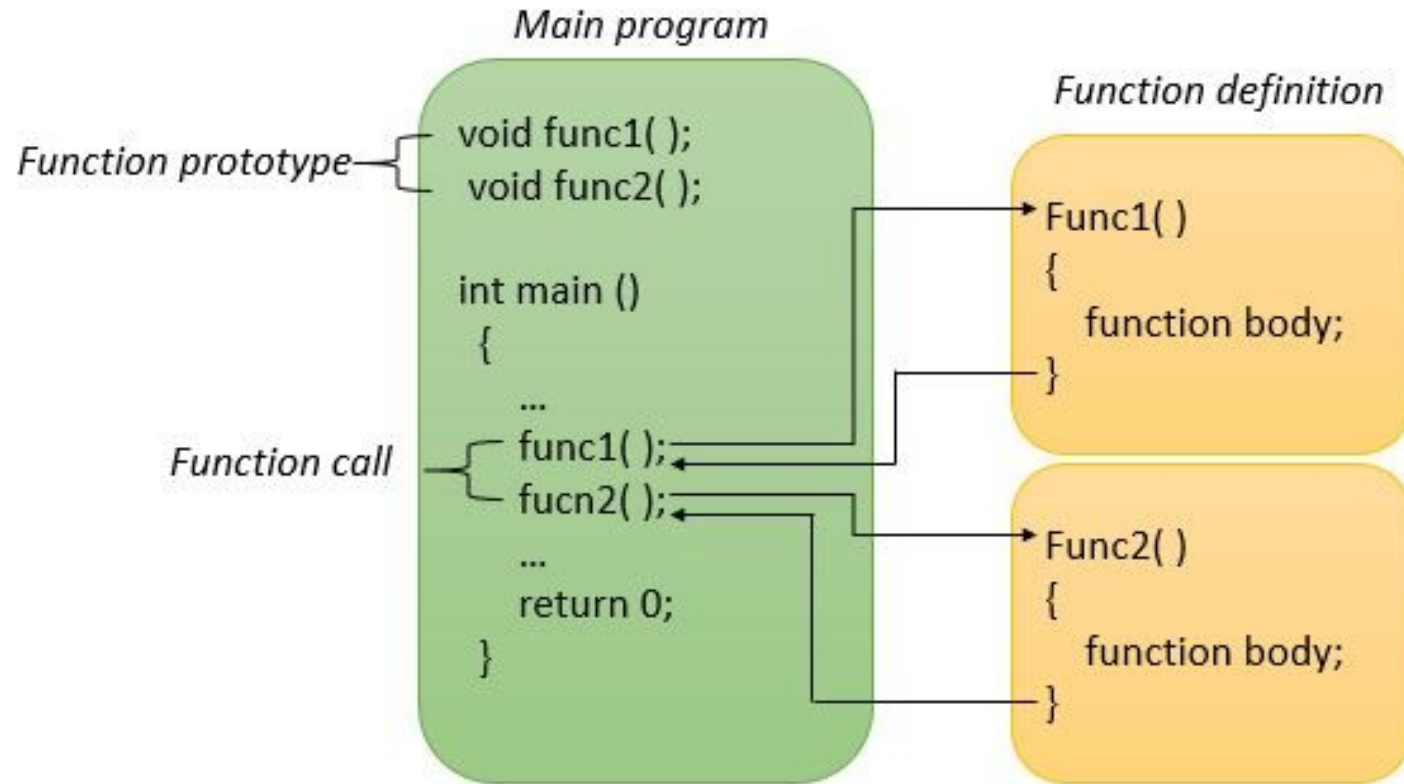 Main program
Function prototype
void func1( );
void func2( );
int main ()
{
...
Function call
func1( );
fucn2( );
...
return 0;
}
Function definition
Func1( )
{
function body;
}
Func2( )
{
function body;
}